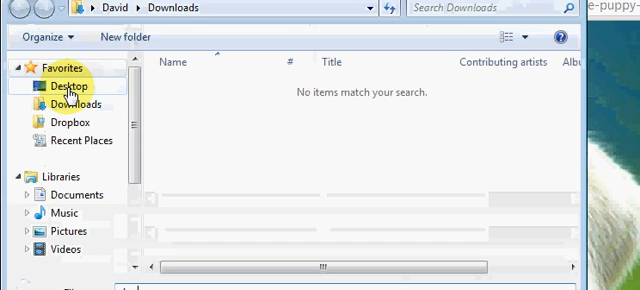 David ▸ Downloads
Search Downloads
e-puppy-
Organize
New folder
Name # Title Contributing artists Albu
No items match your search.
Favorites
Desktop
Downloads
Dropbox
Recent Places
Libraries
Documents
Music
Pictures
Videos